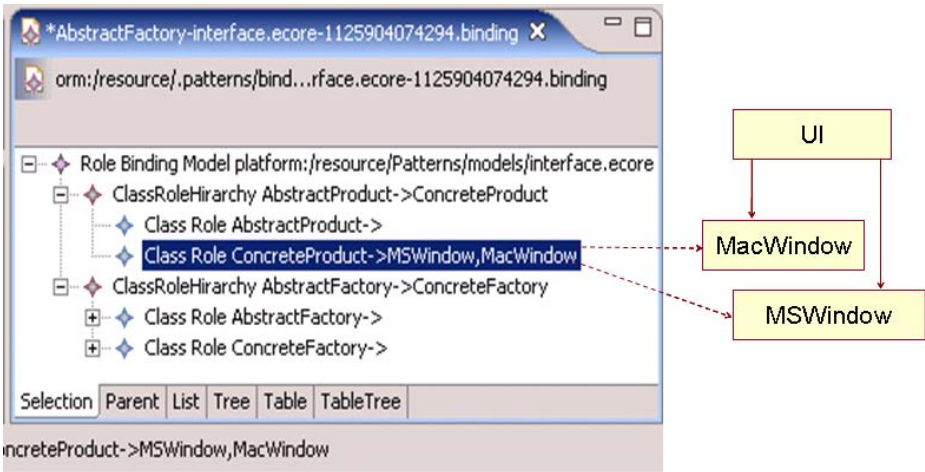 *AbstractFactory-interface.ecore-1125904074294.binding
orm:/resource/.patterns/bind...rface.ecore-1125904074294.binding
Role Binding Model platform:/resource/Patterns/models/interface.ecore
ClassRoleHirarchy AbstractProduct->ConcreteProduct
Class Role AbstractProduct->
Class Role ConcreteProduct->MSWindow,MacWindow
ClassRoleHirarchy AbstractFactory->ConcreteFactory
Class Role AbstractFactory->
Class Role ConcreteFactory->
Selection Parent List Tree Table TableTree
ncreteProduct->MSWindow,MacWindow
UI
MacWindow
MSWindow